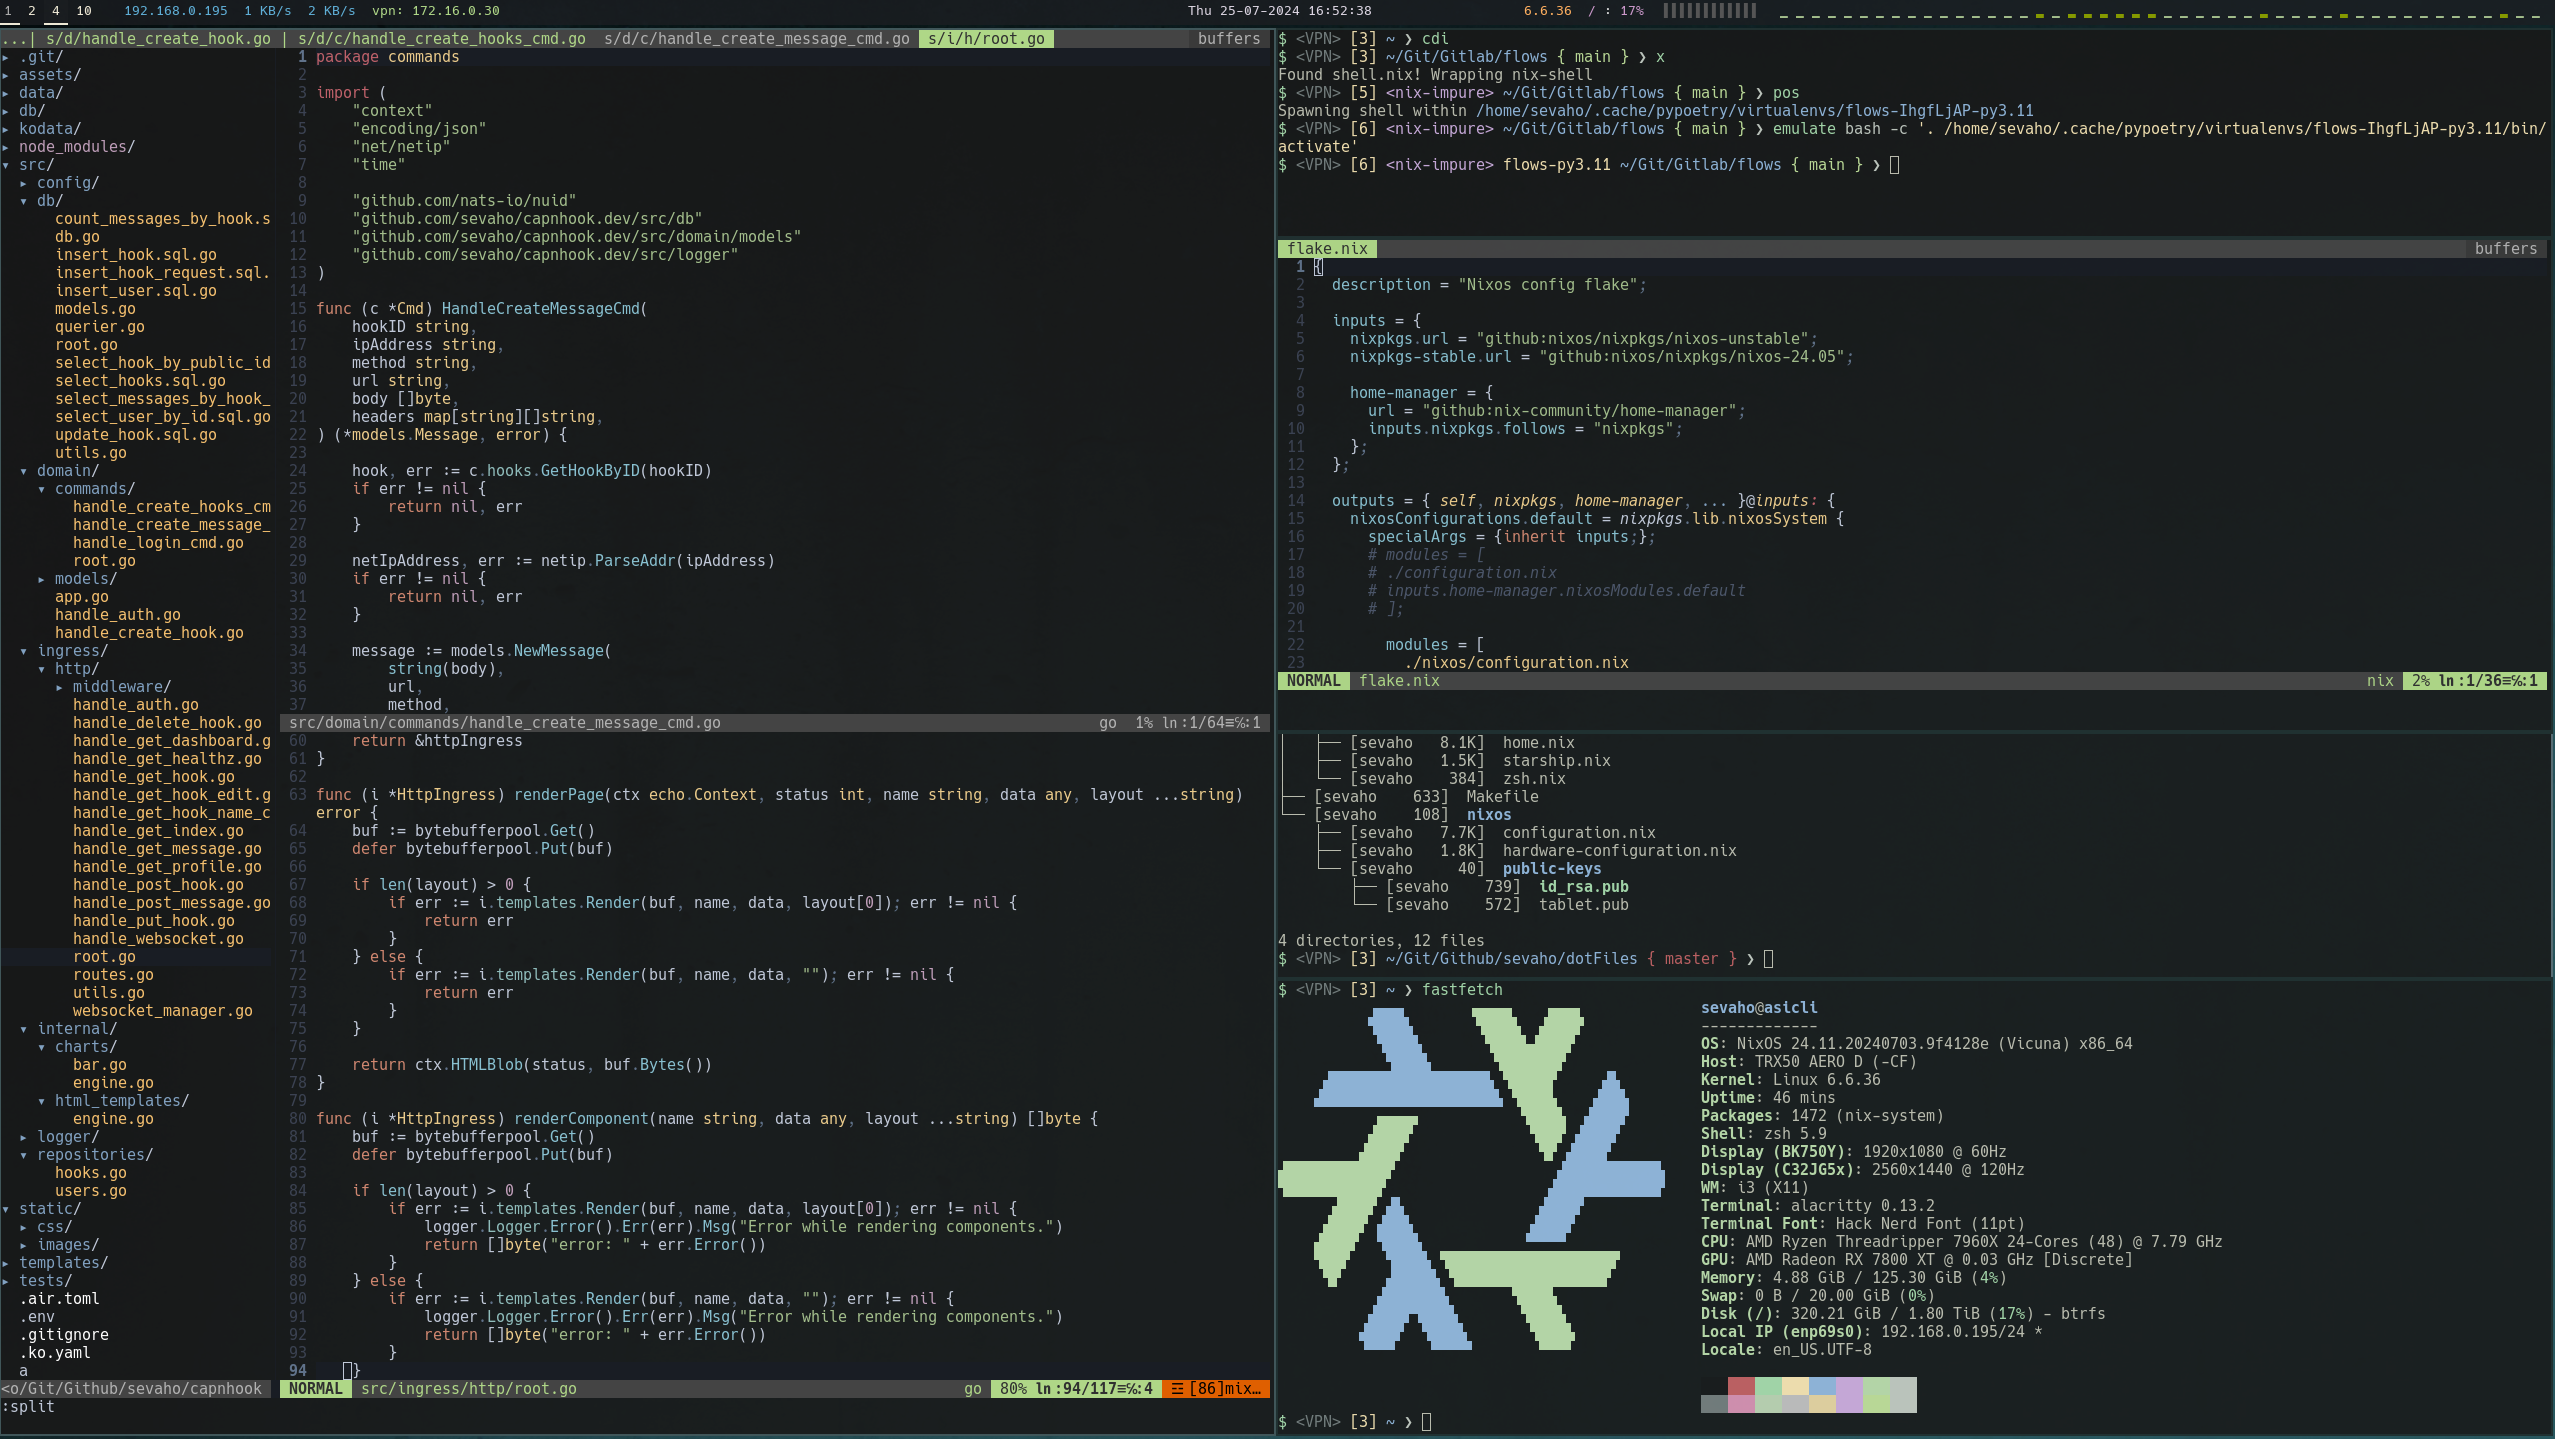 1 2 4 10 192.168.0.195 1 KB/s 2 KB/s vpn: 172.16.0.30 Thu 25-07-2024 16:52:38 6.6.36 / : 17%
...| s/d/handle_create_hook.go | s/d/c/handle_create_hooks_cmd.go s/d/c/handle_create_message_cmd.go s/i/h/root.go buffers
▸ .git/
▸ assets/
▸ data/
▸ db/
▸ kodata/
▸ node_modules/
▾ src/
▸ config/
▾ db/
count_messages_by_hook.s
db.go
insert_hook.sql.go
insert_hook_request.sql.
insert_user.sql.go
models.go
querier.go
root.go
select_hook_by_public_id
select_hooks.sql.go
select_messages_by_hook_
select_user_by_id.sql.go
update_hook.sql.go
utils.go
▾ domain/
▾ commands/
handle_create_hooks_cm
handle_create_message_
handle_login_cmd.go
root.go
▸ models/
app.go
handle_auth.go
handle_create_hook.go
▾ ingress/
▾ http/
▸ middleware/
handle_auth.go
handle_delete_hook.go
handle_get_dashboard.g
handle_get_healthz.go
handle_get_hook.go
handle_get_hook_edit.g
handle_get_hook_name_c
handle_get_index.go
handle_get_message.go
handle_get_profile.go
handle_post_hook.go
handle_post_message.go
handle_put_hook.go
handle_websocket.go
root.go
routes.go
utils.go
websocket_manager.go
▾ internal/
▾ charts/
bar.go
engine.go
▾ html_templates/
engine.go
▸ logger/
▾ repositories/
hooks.go
users.go
▾ static/
▸ css/
▸ images/
▸ templates/
▸ tests/
.air.toml
.env
.gitignore
.ko.yaml
a
<o/Git/Github/sevaho/capnhook
:split
1 package commands
2
3 import (
4 "context"
5 "encoding/json"
6 "net/netip"
7 "time"
8
9 "github.com/nats-io/nuid"
10 "github.com/sevaho/capnhook.dev/src/db"
11 "github.com/sevaho/capnhook.dev/src/domain/models"
12 "github.com/sevaho/capnhook.dev/src/logger"
13 )
14
15 func (c *Cmd) HandleCreateMessageCmd(
16 hookID string,
17 ipAddress string,
18 method string,
19 url string,
20 body []byte,
21 headers map[string][]string,
22 ) (*models.Message, error) {
23
24 hook, err := c.hooks.GetHookByID(hookID)
25 if err != nil {
26 return nil, err
27 }
28
29 netIpAddress, err := netip.ParseAddr(ipAddress)
30 if err != nil {
31 return nil, err
32 }
33
34 message := models.NewMessage(
35 string(body),
36 url,
37 method,
src/domain/commands/handle_create_message_cmd.go go 1% ln:1/64≡℅:1
60 return &httpIngress
61 }
62
63 func (i *HttpIngress) renderPage(ctx echo.Context, status int, name string, data any, layout ...string)
error {
64 buf := bytebufferpool.Get()
65 defer bytebufferpool.Put(buf)
66
67 if len(layout) > 0 {
68 if err := i.templates.Render(buf, name, data, layout[0]); err != nil {
69 return err
70 }
71 } else {
72 if err := i.templates.Render(buf, name, data, ""); err != nil {
73 return err
74 }
75 }
76
77 return ctx.HTMLBlob(status, buf.Bytes())
78 }
79
80 func (i *HttpIngress) renderComponent(name string, data any, layout ...string) []byte {
81 buf := bytebufferpool.Get()
82 defer bytebufferpool.Put(buf)
83
84 if len(layout) > 0 {
85 if err := i.templates.Render(buf, name, data, layout[0]); err != nil {
86 logger.Logger.Error().Err(err).Msg("Error while rendering components.")
87 return []byte("error: " + err.Error())
88 }
89 } else {
90 if err := i.templates.Render(buf, name, data, ""); err != nil {
91 logger.Logger.Error().Err(err).Msg("Error while rendering components.")
92 return []byte("error: " + err.Error())
93 }
94 }
NORMAL src/ingress/http/root.go go 80% ln:94/117≡℅:4 ☲ [86]mix…
$ <VPN> [3] ~ ❯ cdi
$ <VPN> [3] ~/Git/Gitlab/flows { main } ❯ x
Found shell.nix! Wrapping nix-shell
$ <VPN> [5] <nix-impure> ~/Git/Gitlab/flows { main } ❯ pos
Spawning shell within /home/sevaho/.cache/pypoetry/virtualenvs/flows-IhgfLjAP-py3.11
$ <VPN> [6] <nix-impure> ~/Git/Gitlab/flows { main } ❯ emulate bash -c '. /home/sevaho/.cache/pypoetry/virtualenvs/flows-IhgfLjAP-py3.11/bin/
activate'
$ <VPN> [6] <nix-impure> flows-py3.11 ~/Git/Gitlab/flows { main } ❯
flake.nix buffers
1 {
2 description = "Nixos config flake";
3
4 inputs = {
5 nixpkgs.url = "github:nixos/nixpkgs/nixos-unstable";
6 nixpkgs-stable.url = "github:nixos/nixpkgs/nixos-24.05";
7
8 home-manager = {
9 url = "github:nix-community/home-manager";
10 inputs.nixpkgs.follows = "nixpkgs";
11 };
12 };
13
14 outputs = { self, nixpkgs, home-manager, ... }@inputs: {
15 nixosConfigurations.default = nixpkgs.lib.nixosSystem {
16 specialArgs = {inherit inputs;};
17 # modules = [
18 # ./configuration.nix
19 # inputs.home-manager.nixosModules.default
20 # ];
21
22 modules = [
23 ./nixos/configuration.nix
NORMAL flake.nix nix 2% ln:1/36≡℅:1
│ ├── [sevaho 8.1K] home.nix
│ ├── [sevaho 1.5K] starship.nix
│ └── [sevaho 384] zsh.nix
├── [sevaho 633] Makefile
└── [sevaho 108] nixos
├── [sevaho 7.7K] configuration.nix
├── [sevaho 1.8K] hardware-configuration.nix
└── [sevaho 40] public-keys
├── [sevaho 739] id_rsa.pub
└── [sevaho 572] tablet.pub
4 directories, 12 files
$ <VPN> [3] ~/Git/Github/sevaho/dotFiles { master } ❯
$ <VPN> [3] ~ ❯ fastfetch
sevaho@asicli
-------------
OS: NixOS 24.11.20240703.9f4128e (Vicuna) x86_64
Host: TRX50 AERO D (-CF)
Kernel: Linux 6.6.36
Uptime: 46 mins
Packages: 1472 (nix-system)
Shell: zsh 5.9
Display (BK750Y): 1920x1080 @ 60Hz
Display (C32JG5x): 2560x1440 @ 120Hz
WM: i3 (X11)
Terminal: alacritty 0.13.2
Terminal Font: Hack Nerd Font (11pt)
CPU: AMD Ryzen Threadripper 7960X 24-Cores (48) @ 7.79 GHz
GPU: AMD Radeon RX 7800 XT @ 0.03 GHz [Discrete]
Memory: 4.88 GiB / 125.30 GiB (4%)
Swap: 0 B / 20.00 GiB (0%)
Disk (/): 320.21 GiB / 1.80 TiB (17%) - btrfs
Local IP (enp69s0): 192.168.0.195/24 *
Locale: en_US.UTF-8
$ <VPN> [3] ~ ❯